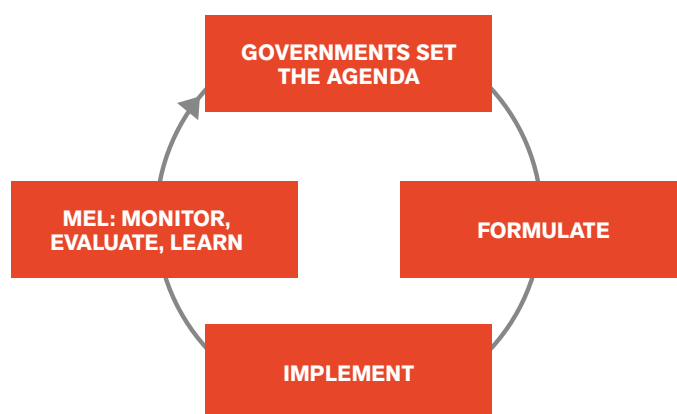 GOVERNMENTS SET
THE AGENDA
FORMULATE
IMPLEMENT
MEL: MONITOR,
EVALUATE, LEARN